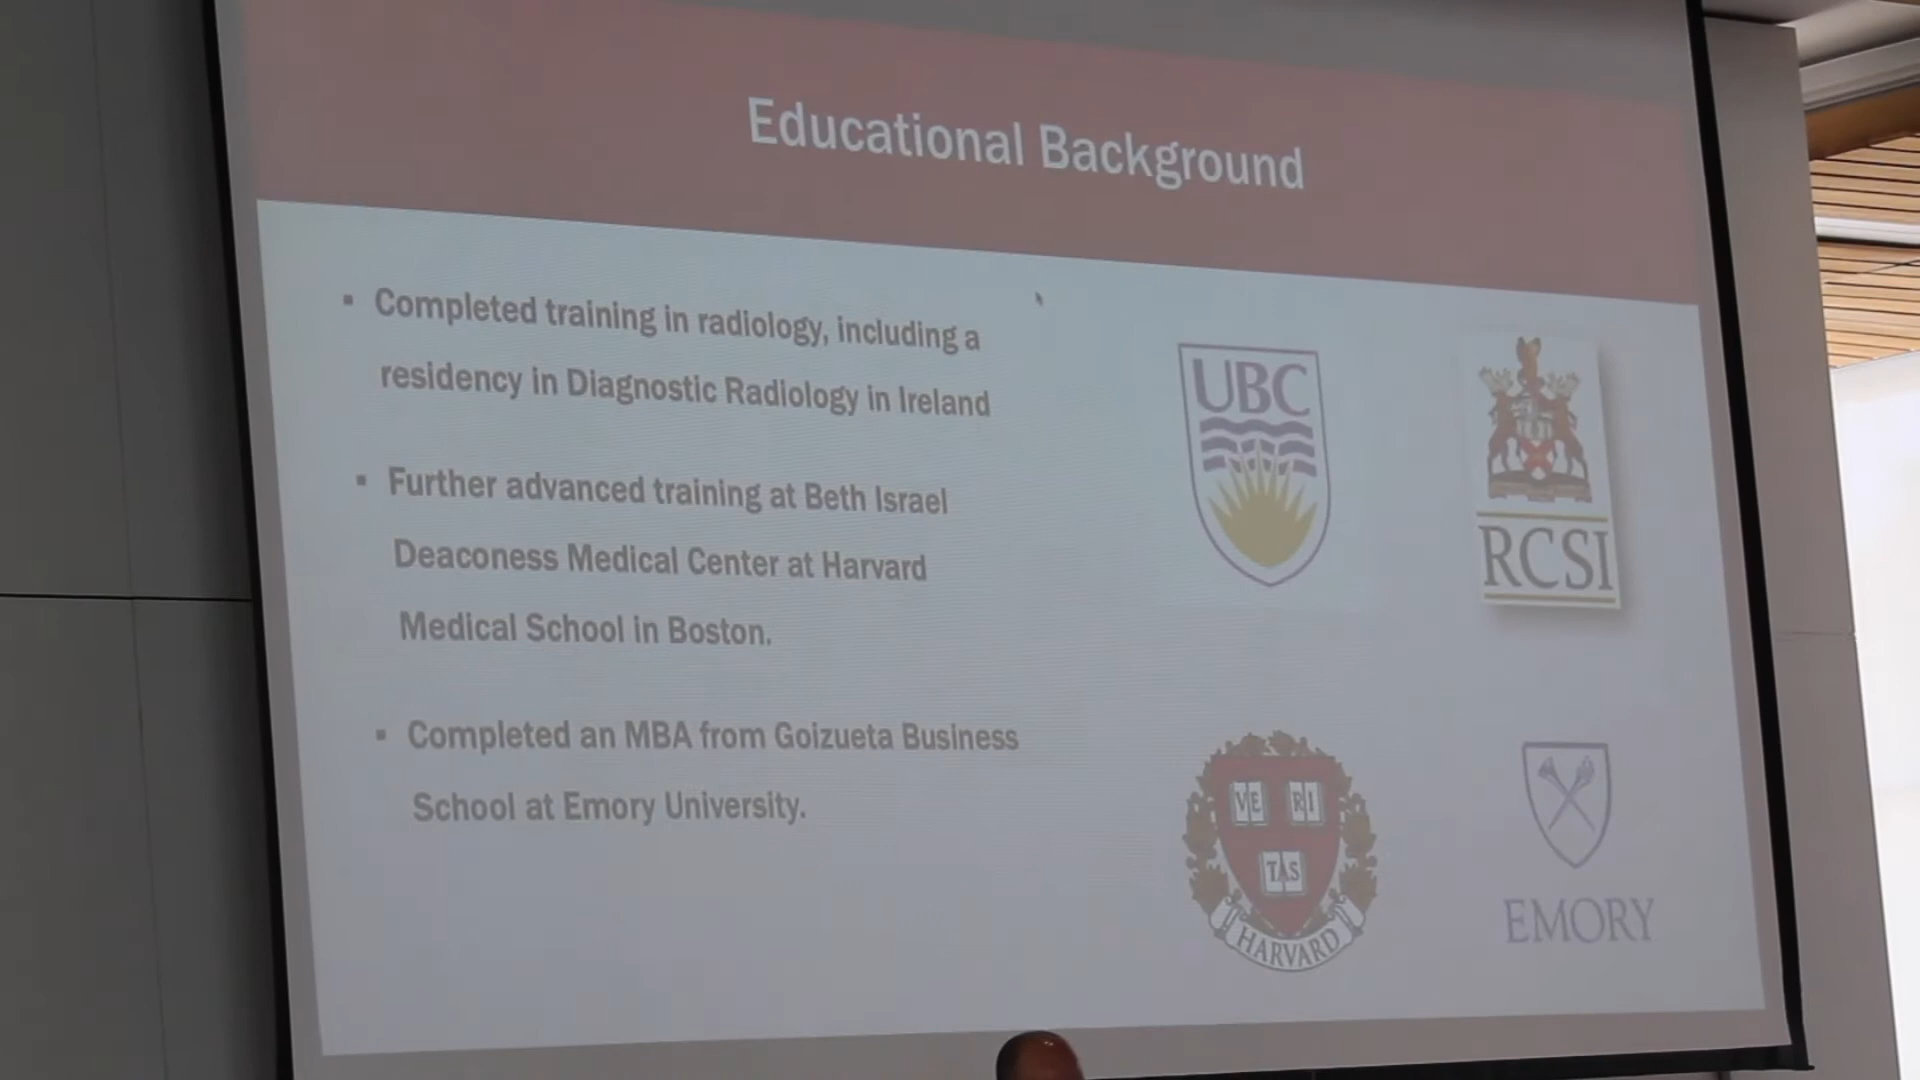 Educational Background
▪ Completed training in radiology, including a
residency in Diagnostic Radiology in Ireland
▪ Further advanced training at Beth Israel
Deaconess Medical Center at Harvard
Medical School in Boston.
▪ Completed an MBA from Goizueta Business
School at Emory University.
UBC
RCSI
VE RI
TAS
HARVARD
EMORY